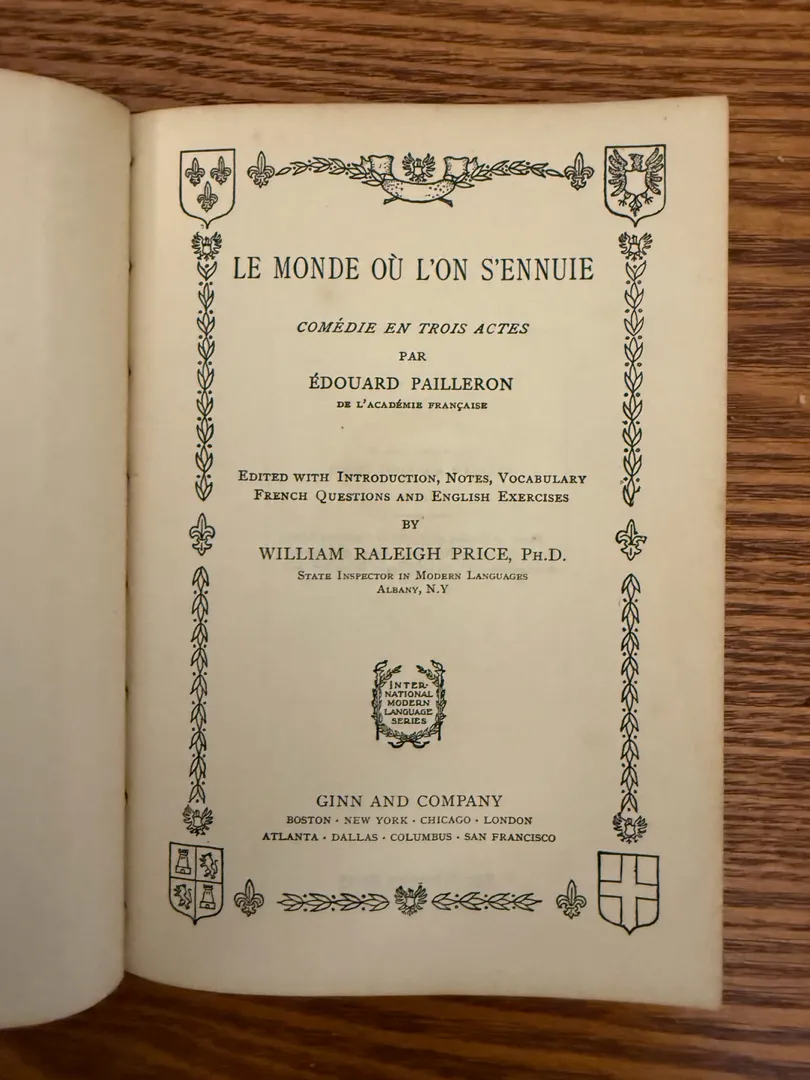 LE MONDE OÙ L'ON S'ENNUIE
COMÉDIE EN TROIS ACTES
PAR
ÉDOUARD PAILLERON
DE L'ACADÉMIE FRANÇAISE
EDITED WITH INTRODUCTION, NOTES, VOCABULARY
FRENCH QUESTIONS AND ENGLISH EXERCISES
BY
WILLIAM RALEIGH PRICE, PH.D.
STATE INSPECTOR IN MODERN LANGUAGES
ALBANY, N.Y
INTER-
NATIONAL
MODERN
LANGUAGE
SERIES
GINN AND COMPANY
BOSTON · NEW YORK · CHICAGO · LONDON
ATLANTA · DALLAS · COLUMBUS · SAN FRANCISCO